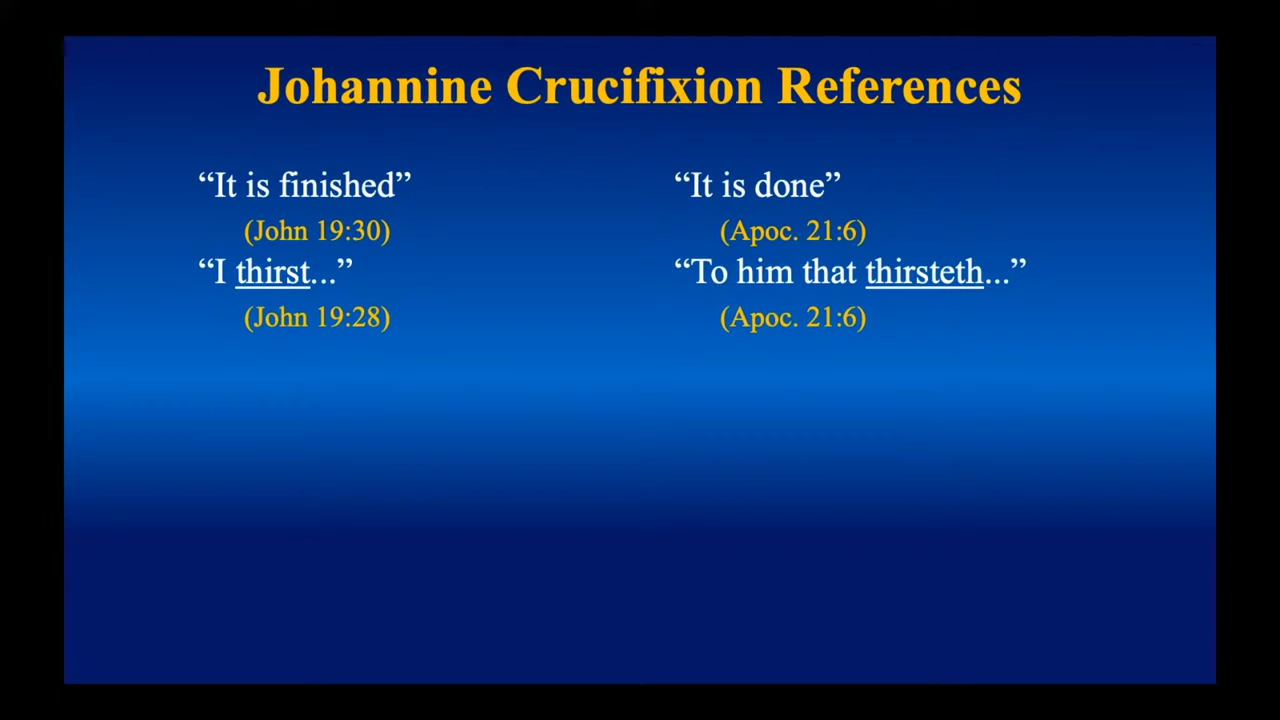 Johannine Crucifixion References
“It is finished”
(John 19:30)
“I thirst...”
(John 19:28)
“It is done”
(Apoc. 21:6)
“To him that thirsteth...”
(Apoc. 21:6)